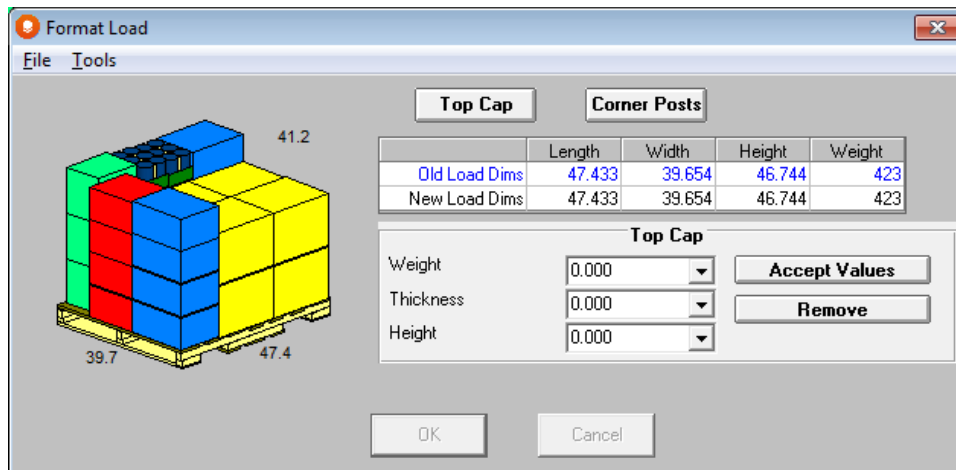 Format Load
File Tools
Top Cap Corner Posts
41.2
Length Width Height Weight
Old Load Dims 47.433 39.654 46.744 423
New Load Dims 47.433 39.654 46.744 423
Top Cap
Weight 0.000 Accept Values
Thickness 0.000 Remove
Height 0.000
39.7 47.4
OK Cancel